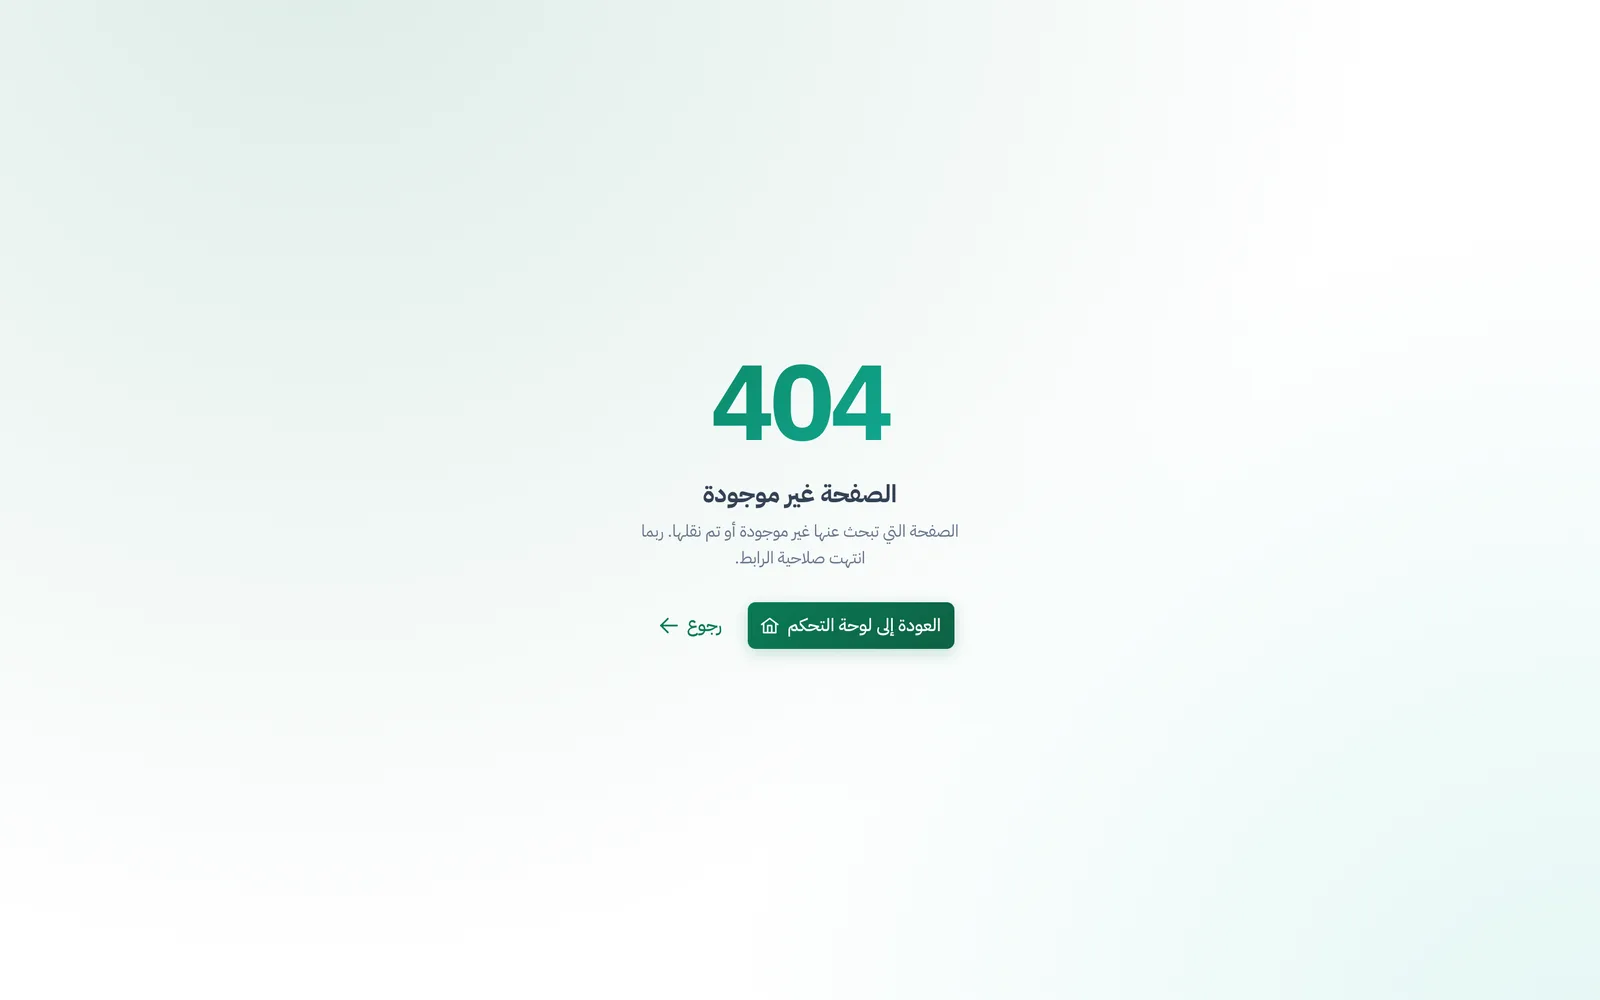 404
الصفحة غير موجودة
الصفحة التي تبحث عنها غير موجودة أو تم نقلها. ربما
انتهت صلاحية الرابط.
العودة إلى لوحة التحكم
رجوع